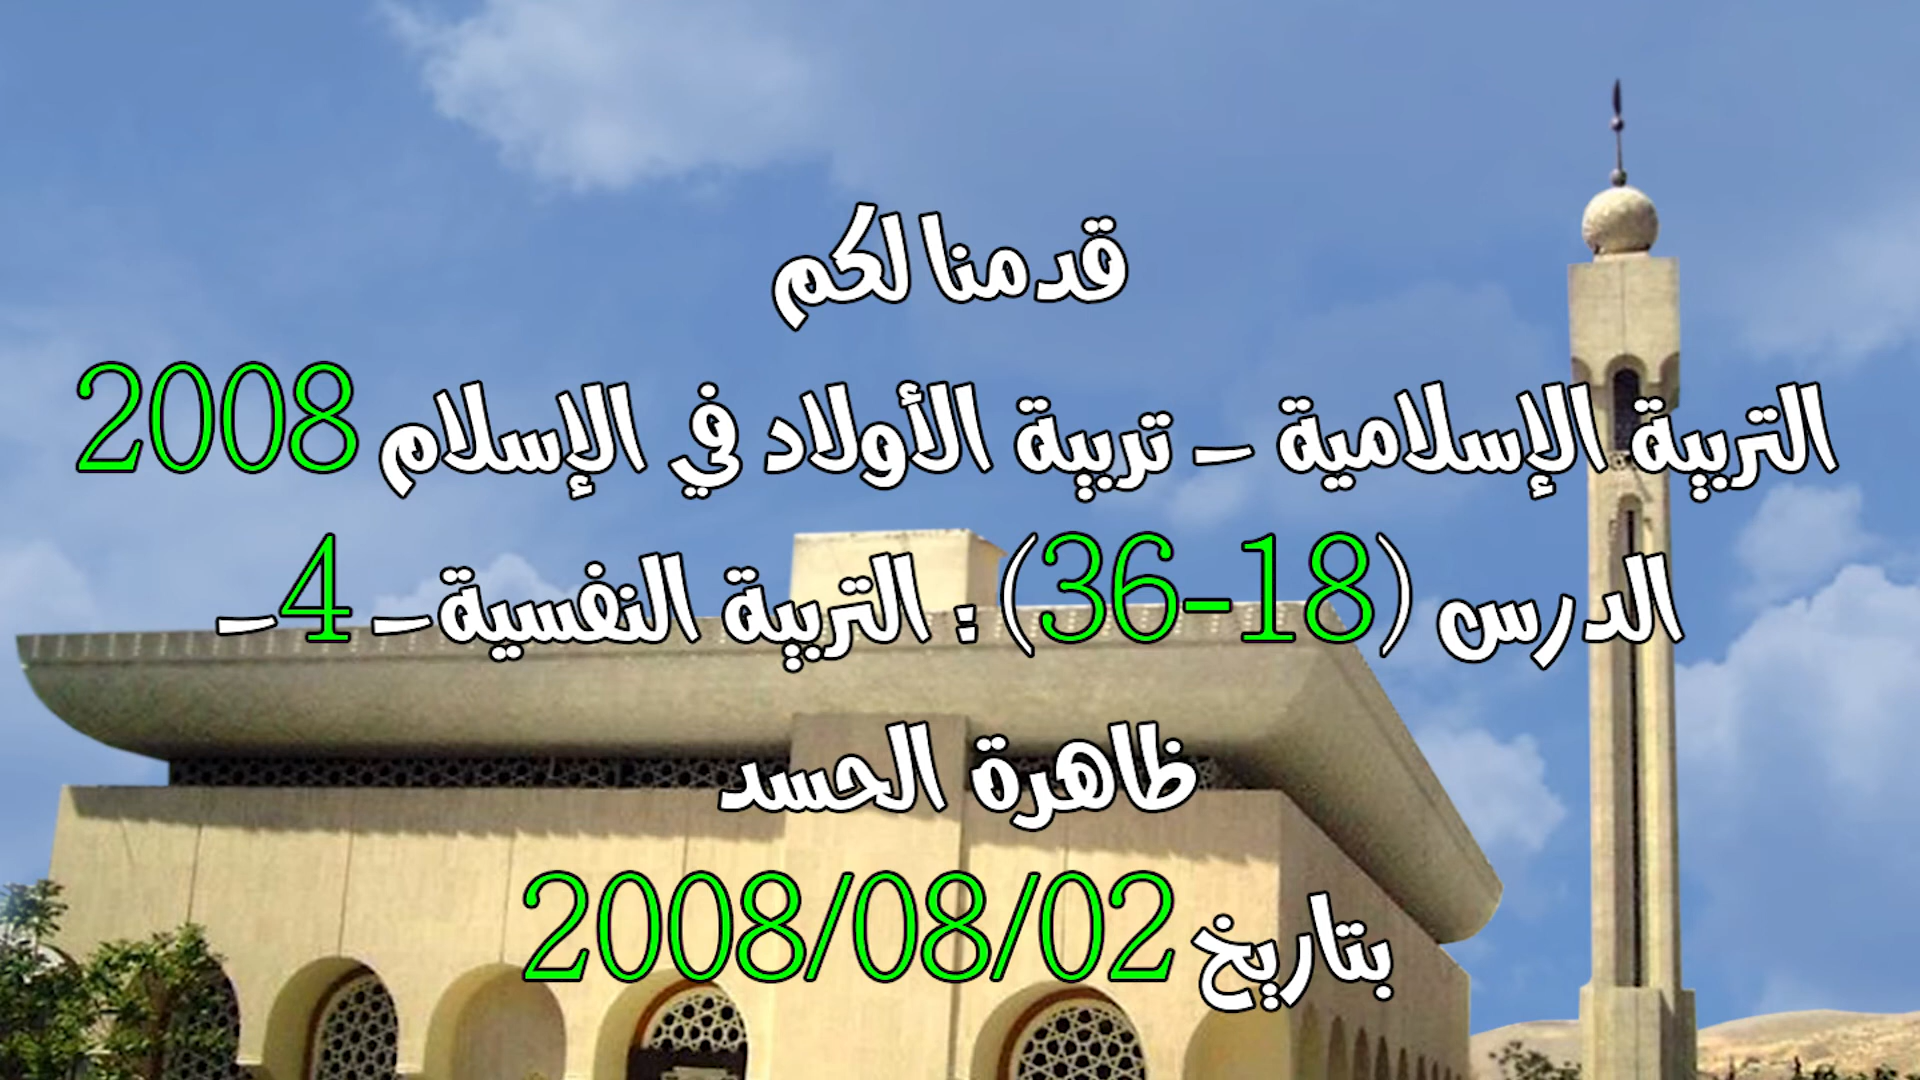 قدمنا لكم
التربية الإسلامية - تربية الأولاد في الإسلام 2008
الدرس (18-36) : التربية النفسية- 4-
ظاهرة الحسد
بتاريخ 2008/08/02